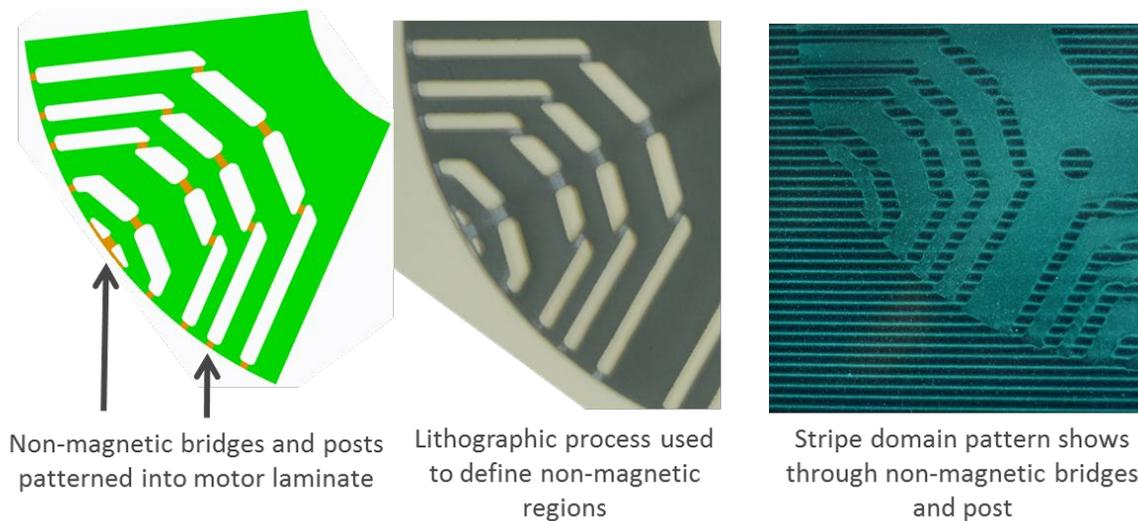 Non-magnetic bridges and posts
patterned into motor laminate
Lithographic process used
to define non-magnetic
regions
Stripe domain pattern shows
through non-magnetic bridges
and post